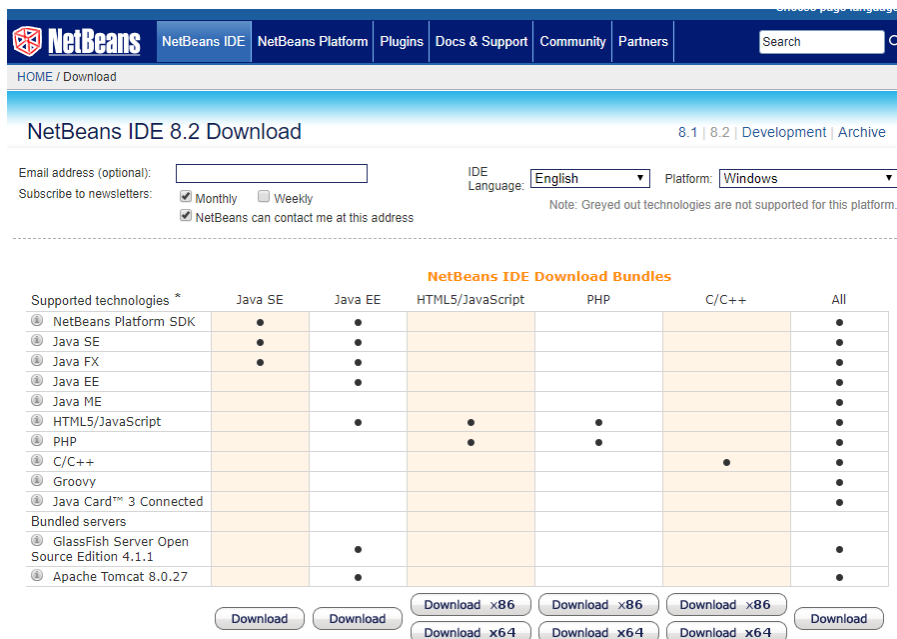 Choose page language
NetBeans
NetBeans IDE NetBeans Platform Plugins Docs & Support Community Partners Search
HOME / Download
NetBeans IDE 8.2 Download 8.1 | 8.2 | Development | Archive
Email address (optional): IDE Language: English Platform: Windows
Subscribe to newsletters: Monthly Weekly Note: Greyed out technologies are not supported for this platform.
NetBeans can contact me at this address
NetBeans IDE Download Bundles
Supported technologies * Java SE Java EE HTML5/JavaScript PHP C/C++ All
NetBeans Platform SDK • • •
Java SE • • •
Java FX • • •
Java EE • •
Java ME •
HTML5/JavaScript • • • •
PHP • • •
C/C++ • •
Groovy •
Java Card™ 3 Connected •
Bundled servers
GlassFish Server Open
Source Edition 4.1.1 • •
Apache Tomcat 8.0.27 • •
Download Download Download x86 Download x86 Download x86 Download
Download x64 Download x64 Download x64